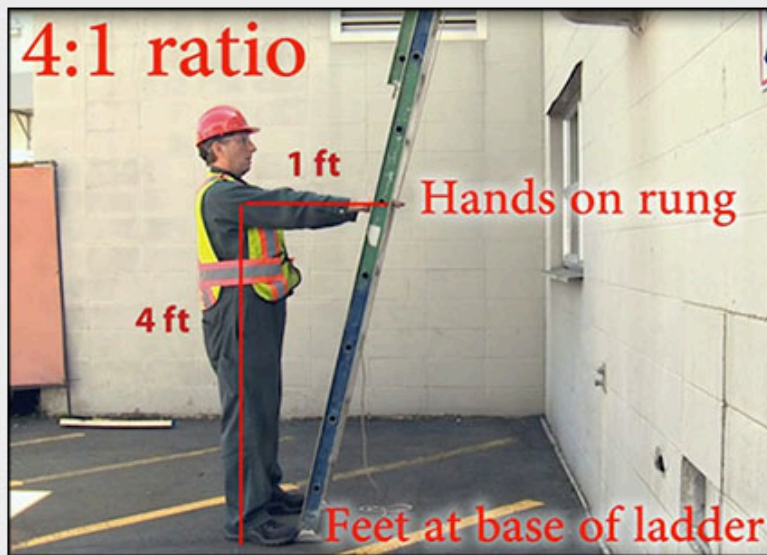 4:1 ratio
1 ft
Hands on rung
4 ft
Feet at base of ladder